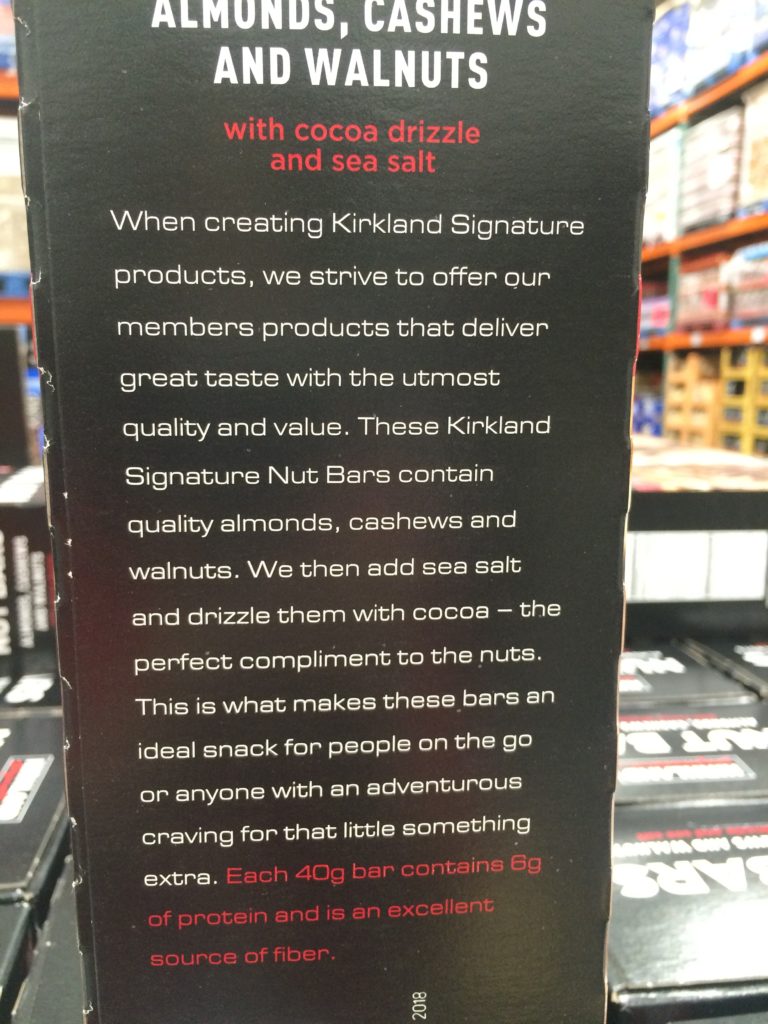 ALMONDS, CASHEWS
AND WALNUTS
with cocoa drizzle
and sea salt
When creating Kirkland Signature
products, we strive to offer our
members products that deliver
great taste with the utmost
quality and value. These Kirkland
Signature Nut Bars contain
quality almonds, cashews and
walnuts. We then add sea salt
and drizzle them with cocoa – the
perfect compliment to the nuts.
This is what makes these bars an
ideal snack for people on the go
or anyone with an adventurous
craving for that little something
extra. Each 40g bar contains 6g
of protein and is an excellent
source of fiber.
2018